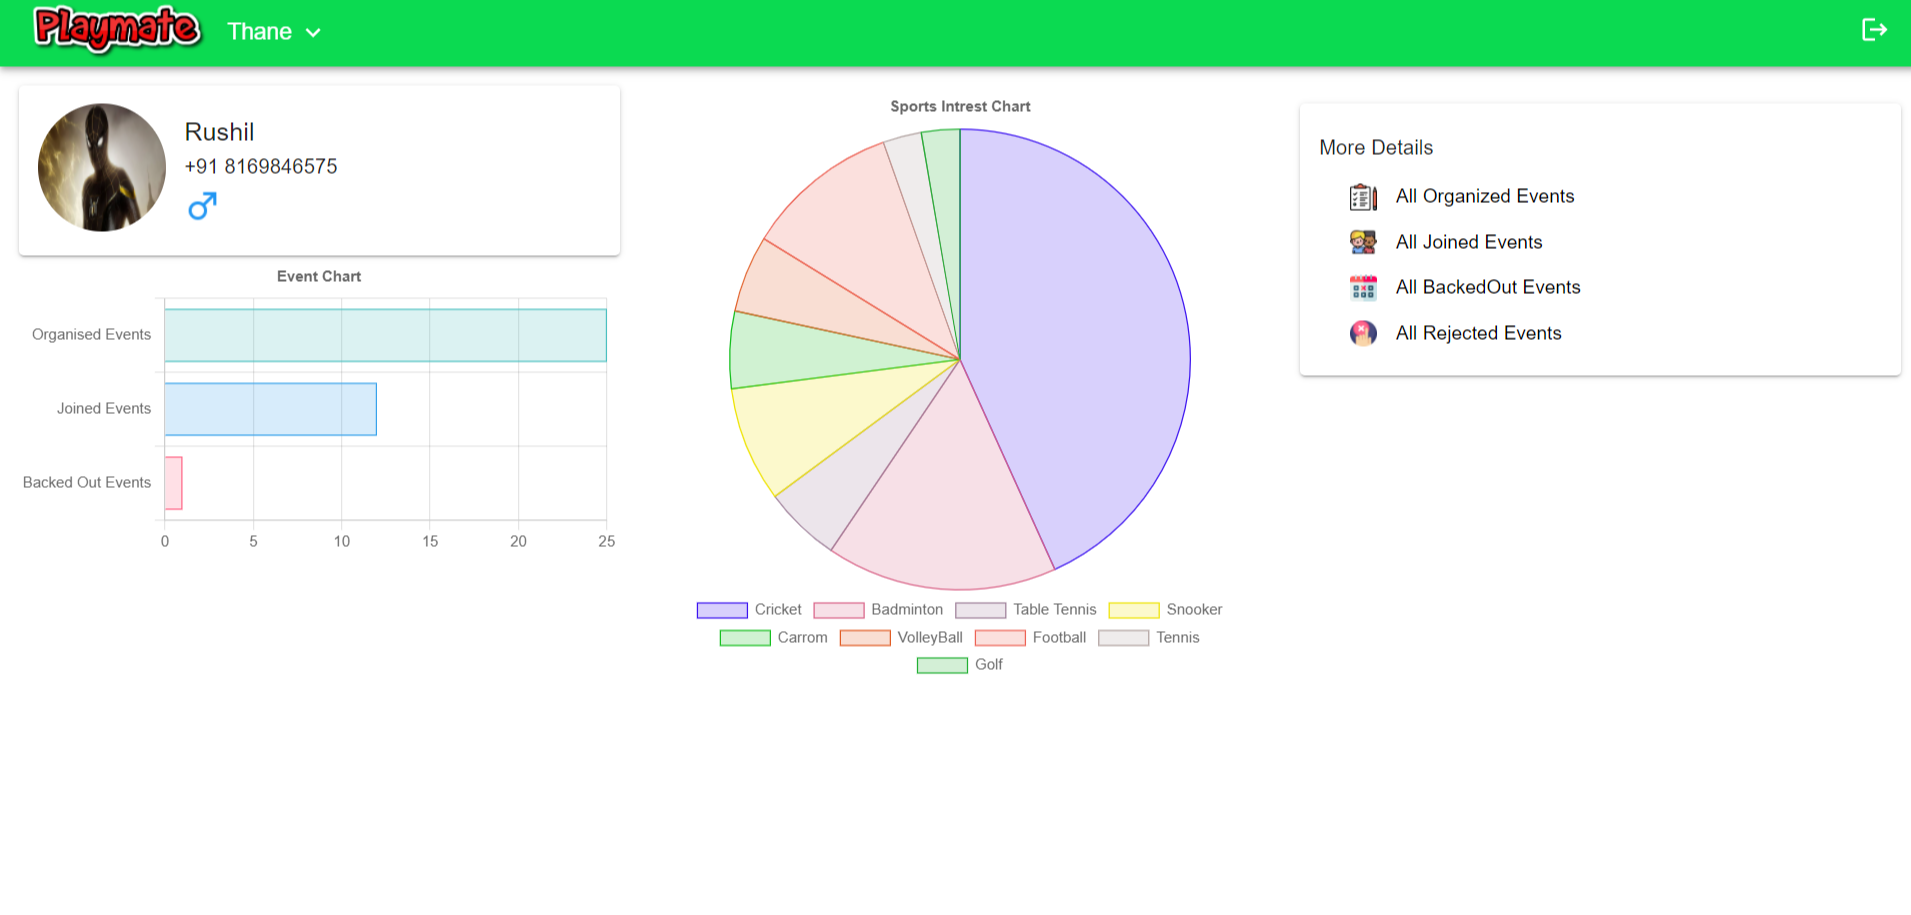 Playmate
Thane
Rushil
+91 8169846575
Event Chart
Organised Events
Joined Events
Backed Out Events
0 5 10 15 20 25
Sports Intrest Chart
Cricket Badminton Table Tennis Snooker
Carrom VolleyBall Football Tennis
Golf
More Details
All Organized Events
All Joined Events
All BackedOut Events
All Rejected Events